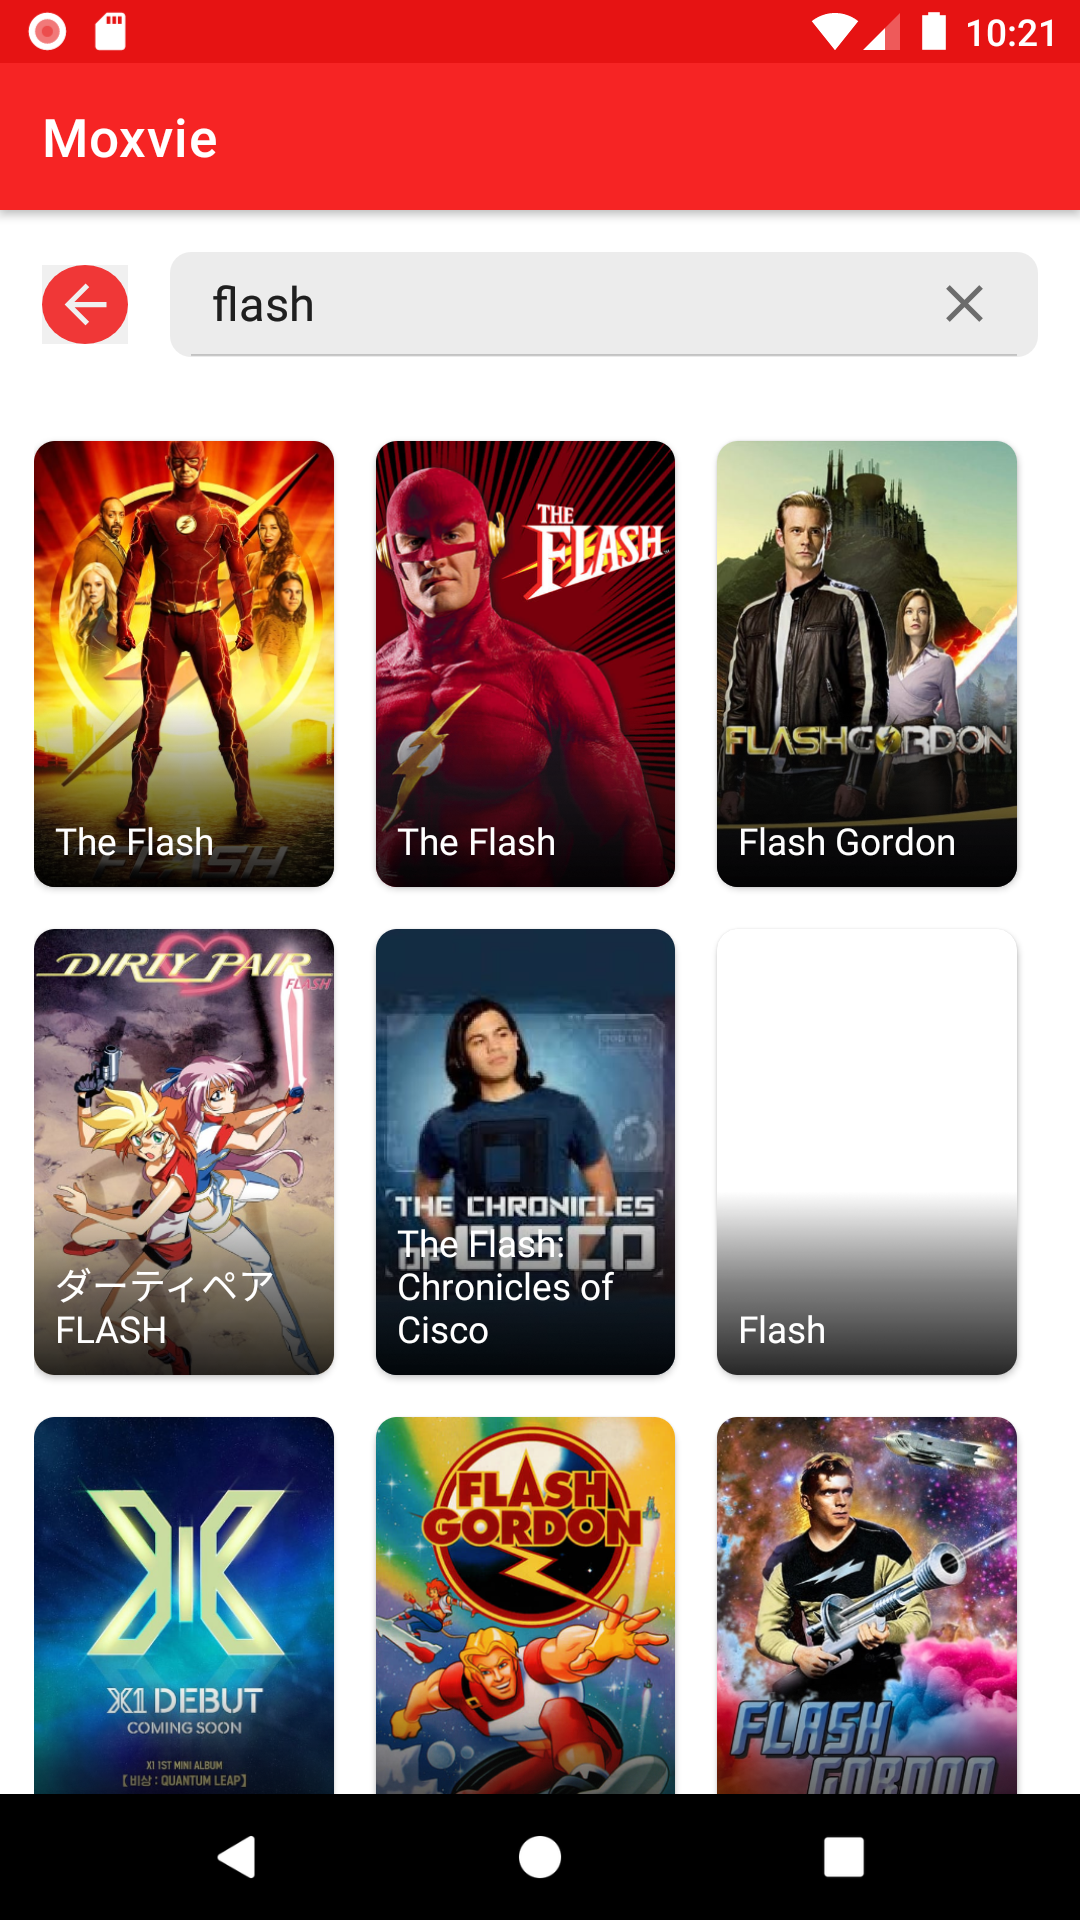 10:21
Moxvie
flash
THE
FLASH
FLASH GORDON
The Flash
FLASH
The Flash
Flash Gordon
DIRTY PAIR
FLASH
THE CHRONICLES
OF CISCO
ダーティペア
FLASH
The Flash:
Chronicles of
Cisco
Flash
X1 DEBUT
COMING SOON
X1 1ST MINI ALBUM
【비상 : QUANTUM LEAP】
FLASH
GORDON
FLASH
GORDON